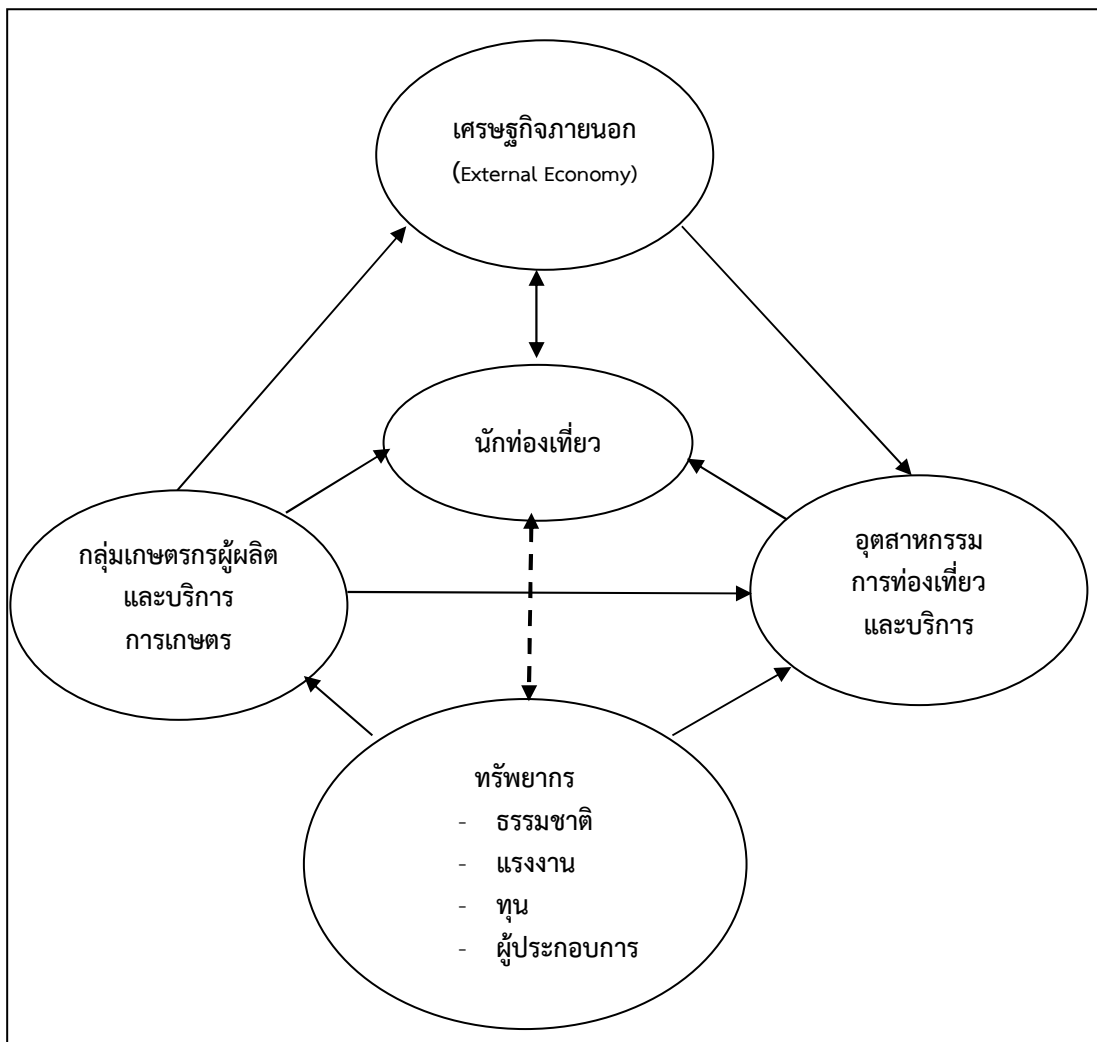 เศรษฐกิจภายนอก
(External Economy)
นักท่องเที่ยว
กลุ่มเกษตรกรผู้ผลิต
และบริการ
การเกษตร
อุตสาหกรรม
การท่องเที่ยว
และบริการ
ทรัพยากร
- ธรรมชาติ
- แรงงาน
- ทุน
- ผู้ประกอบการ